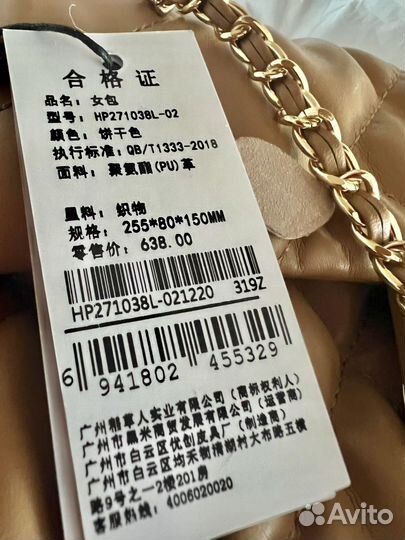 合格证
品名: 女包
型号: HP271038L-02
颜色: 饼干色
执行标准: QB/T1333-2018
面料: 聚氨酯(PU)革
里料: 织物
规格: 255*80*150MM
零售价: 638.00
HP271038L-021220 319Z
6 941802 455329
广州稻草人实业有限公司 (商标权利人)
广州市黑米商贸发展有限公司 (运营商)
广州市白云区优创皮具厂 (制造商)
广州市白云区均禾街清湖村大和路五横
路9号之一2楼201房
客服热线: 4006020020
Avito